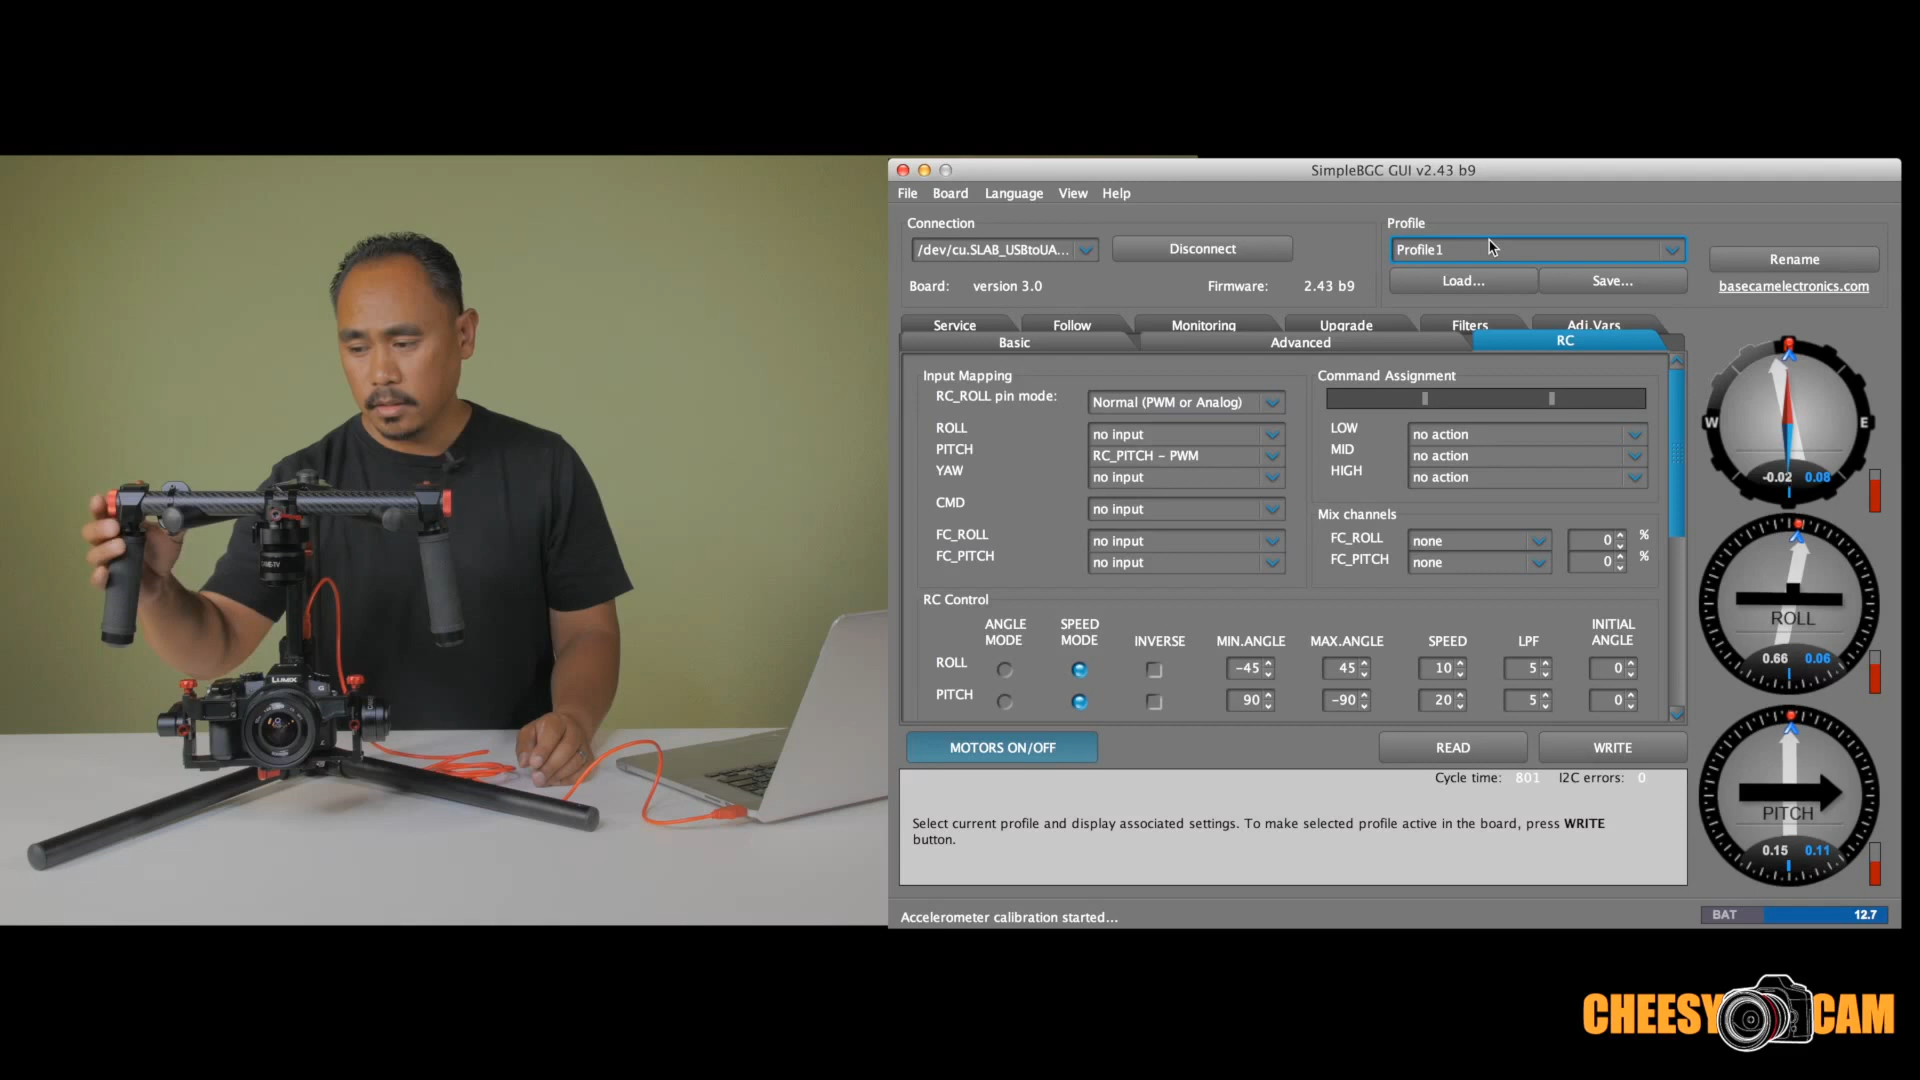 SimpleBGC GUI v2.43 b9
File Board Language View Help
Connection
/dev/cu.SLAB_USBtoUA...
Disconnect
Board: version 3.0
Firmware: 2.43 b9
Profile
Profile1
Load...
Save...
Rename
basecamelectronics.com
Service Follow Monitoring Upgrade Filters Adj.Vars
Basic Advanced RC
Input Mapping
RC_ROLL pin mode: Normal (PWM or Analog)
ROLL no input
PITCH RC_PITCH - PWM
YAW no input
CMD no input
FC_ROLL no input
FC_PITCH no input
Command Assignment
LOW no action
MID no action
HIGH no action
Mix channels
FC_ROLL none 0 %
FC_PITCH none 0 %
RC Control
ANGLE MODE SPEED MODE INVERSE MIN.ANGLE MAX.ANGLE SPEED LPF INITIAL ANGLE
ROLL -45 45 10 5 0
PITCH 90 -90 20 5 0
MOTORS ON/OFF
READ
WRITE
Cycle time: 801 I2C errors: 0
Select current profile and display associated settings. To make selected profile active in the board, press WRITE
button.
Accelerometer calibration started...
W E
-0.02 0.08
ROLL
0.66 0.06
PITCH
0.15 0.11
BAT 12.7
LUMIX G
CHEESY CAM